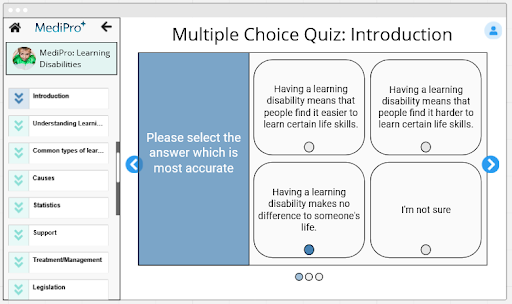 MediPro+
MediPro: Learning
Disabilities
Introduction
Understanding Learni...
Common types of lear...
Causes
Statistics
Support
Treatment/Management
Legislation
Multiple Choice Quiz: Introduction
Please select the
answer which is
most accurate
Having a learning
disability means that
people find it easier to
learn certain life skills.
Having a learning
disability means that
people find it harder to
learn certain life skills.
Having a learning
disability makes no
difference to someone's
life.
I'm not sure